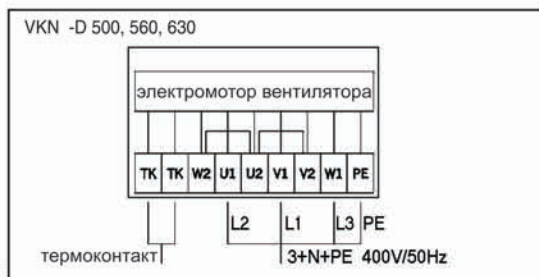 VKN -D 500, 560, 630
электромотор вентилятора
TK TK W2 U1 U2 V1 V2 W1 PE
L2 L1 L3 PE
термоконтакт 3+N+PE 400V/50Hz